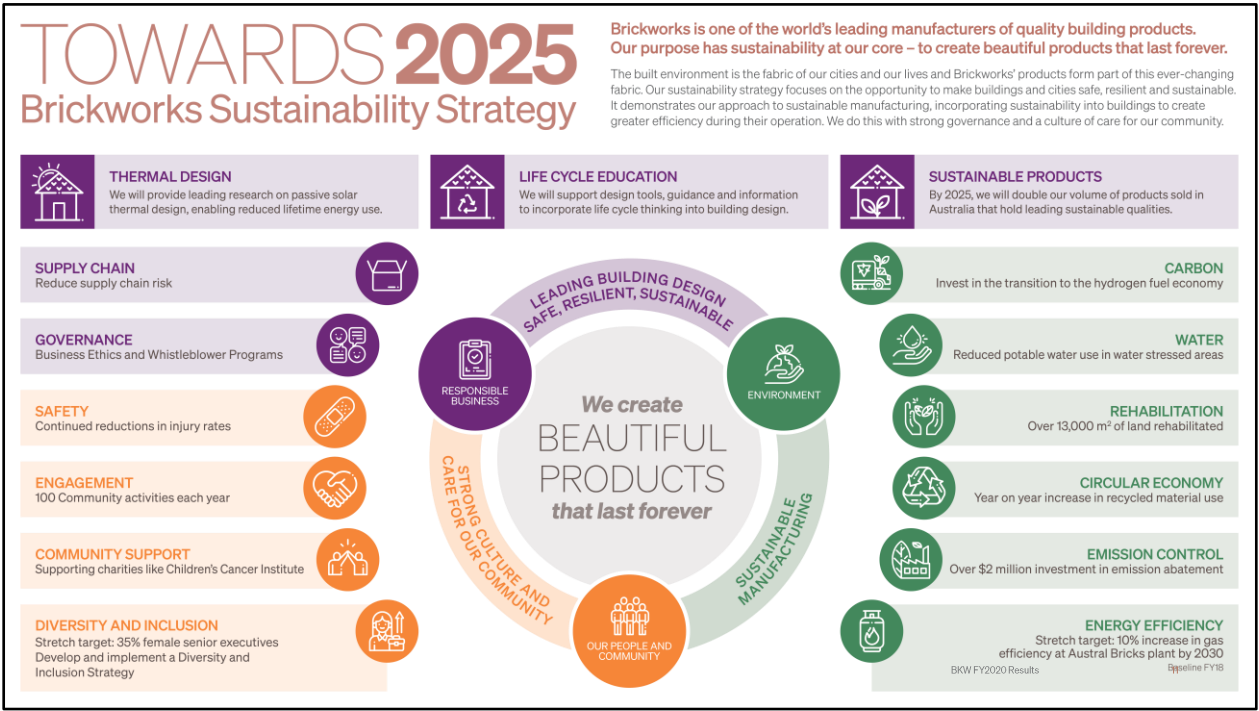 TOWARDS 2025
Brickworks Sustainability Strategy
Brickworks is one of the world's leading manufacturers of quality building products.
Our purpose has sustainability at our core – to create beautiful products that last forever.
The built environment is the fabric of our cities and our lives and Brickworks' products form part of this ever-changing
fabric. Our sustainability strategy focuses on the opportunity to make buildings and cities safe, resilient and sustainable.
It demonstrates our approach to sustainable manufacturing, incorporating sustainability into buildings to create
greater efficiency during their operation. We do this with strong governance and a culture of care for our community.
THERMAL DESIGN
We will provide leading research on passive solar
thermal design, enabling reduced lifetime energy use.
LIFE CYCLE EDUCATION
We will support design tools, guidance and information
to incorporate life cycle thinking into building design.
SUSTAINABLE PRODUCTS
By 2025, we will double our volume of products sold in
Australia that hold leading sustainable qualities.
SUPPLY CHAIN
Reduce supply chain risk
GOVERNANCE
Business Ethics and Whistleblower Programs
SAFETY
Continued reductions in injury rates
ENGAGEMENT
100 Community activities each year
COMMUNITY SUPPORT
Supporting charities like Children's Cancer Institute
DIVERSITY AND INCLUSION
Stretch target: 35% female senior executives
Develop and implement a Diversity and
Inclusion Strategy
LEADING BUILDING DESIGN
SAFE, RESILIENT, SUSTAINABLE
RESPONSIBLE
BUSINESS
ENVIRONMENT
We create
BEAUTIFUL
PRODUCTS
that last forever
STRONG CULTURE AND
CARE FOR OUR COMMUNITY
SUSTAINABLE
MANUFACTURING
OUR PEOPLE AND
COMMUNITY
CARBON
Invest in the transition to the hydrogen fuel economy
WATER
Reduced potable water use in water stressed areas
REHABILITATION
Over 13,000 m² of land rehabilitated
CIRCULAR ECONOMY
Year on year increase in recycled material use
EMISSION CONTROL
Over $2 million investment in emission abatement
ENERGY EFFICIENCY
Stretch target: 10% increase in gas
efficiency at Austral Bricks plant by 2030
BKW FY2020 Results
Baseline FY18